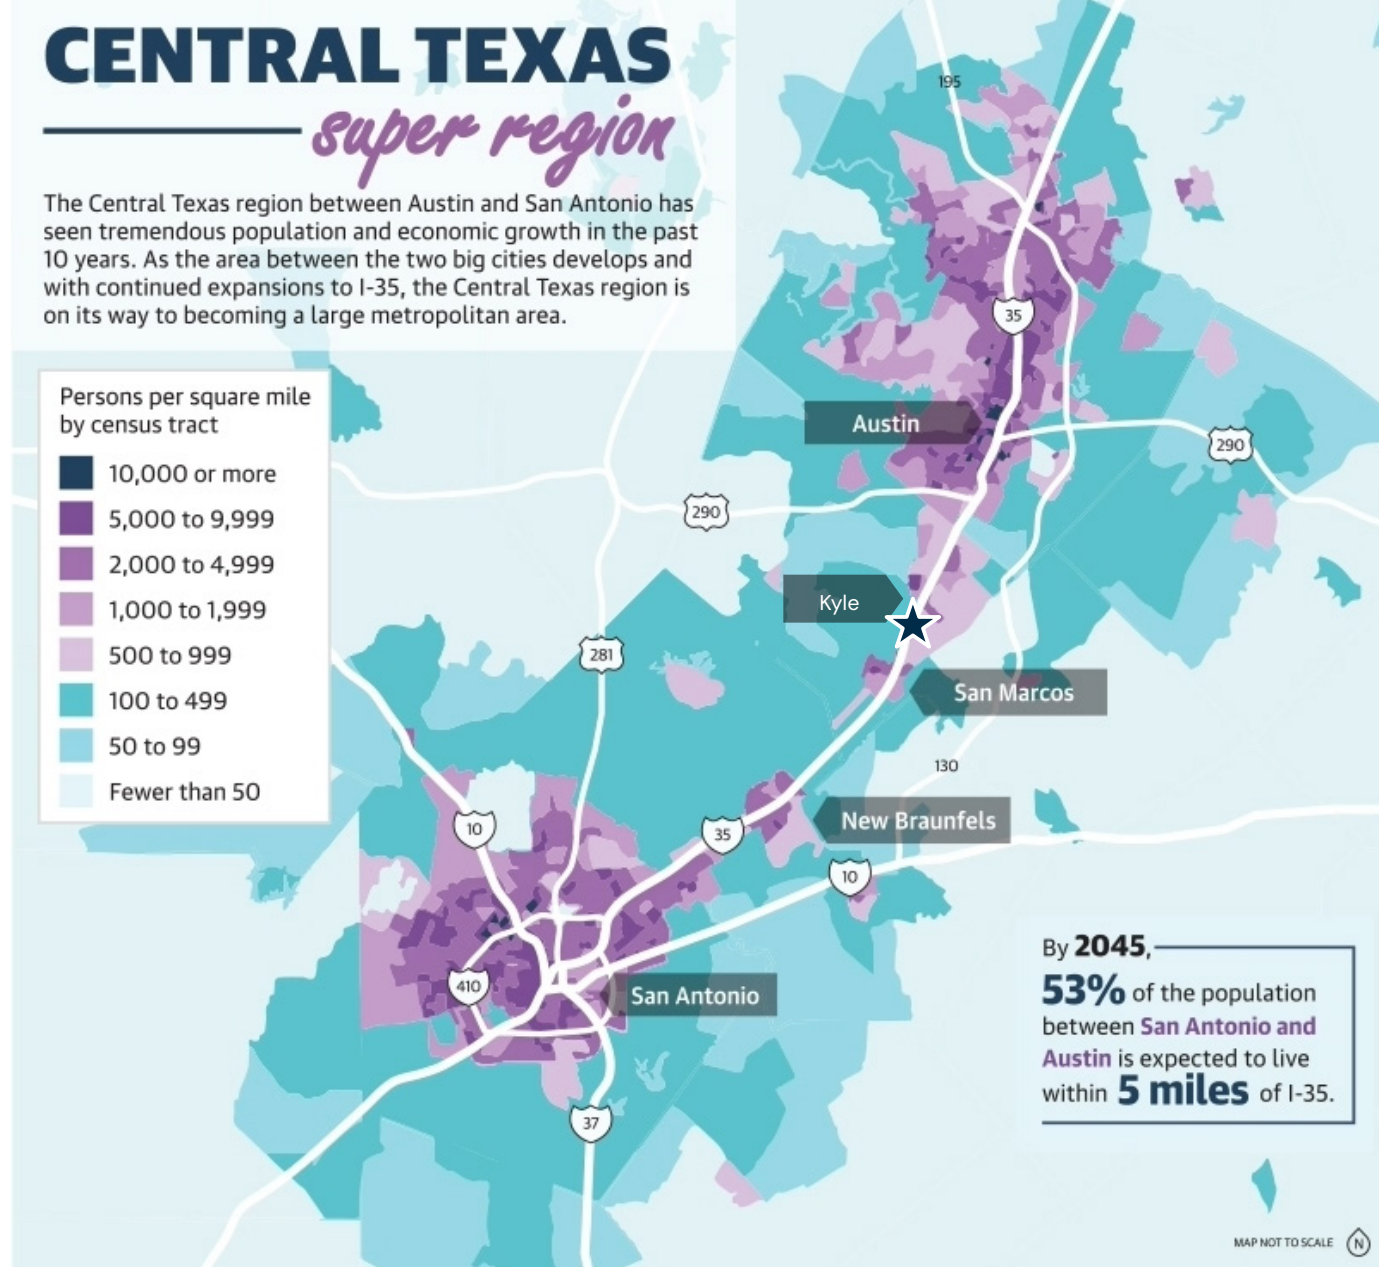 CENTRAL TEXAS
super region
The Central Texas region between Austin and San Antonio has
seen tremendous population and economic growth in the past
10 years. As the area between the two big cities develops and
with continued expansions to I-35, the Central Texas region is
on its way to becoming a large metropolitan area.
Persons per square mile
by census tract
10,000 or more
5,000 to 9,999
2,000 to 4,999
1,000 to 1,999
500 to 999
100 to 499
50 to 99
Fewer than 50
195
35
Austin
290
290
Kyle
281
San Marcos
130
10
35
New Braunfels
10
410
San Antonio
37
By 2045,
53% of the population
between San Antonio and
Austin is expected to live
within 5 miles of I-35.
MAP NOT TO SCALE
N